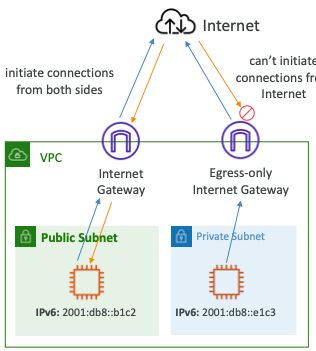 Internet
initiate connections
from both sides
can't initiate
connections from
Internet
VPC
Internet
Gateway
Egress-only
Internet Gateway
Public Subnet
Private Subnet
IPv6: 2001:db8::b1c2
IPv6: 2001:db8::e1c3